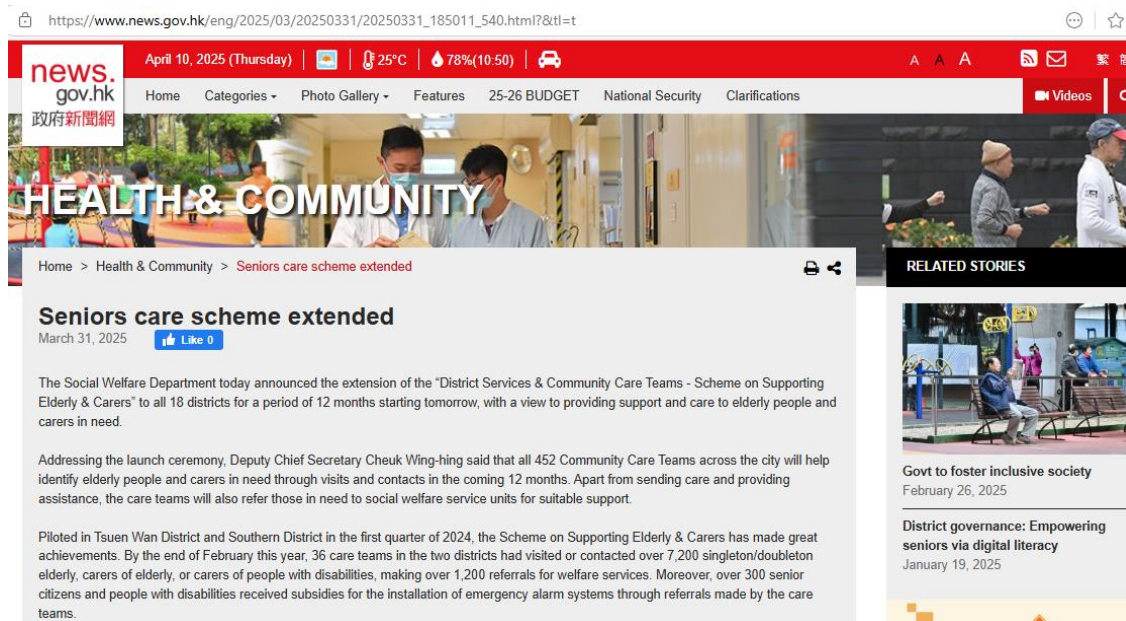 https://www.news.gov.hk/eng/2025/03/20250331/20250331_185011_540.html?&tl=t
April 10, 2025 (Thursday)
25°C
78%(10:50)
A A A
繁
news.
gov.hk
政府新聞網
Home
Categories
Photo Gallery
Features
25-26 BUDGET
National Security
Clarifications
Videos
HEALTH & COMMUNITY
Home > Health & Community > Seniors care scheme extended
Seniors care scheme extended
March 31, 2025
Like 0
The Social Welfare Department today announced the extension of the “District Services & Community Care Teams - Scheme on Supporting
Elderly & Carers” to all 18 districts for a period of 12 months starting tomorrow, with a view to providing support and care to elderly people and
carers in need.
Addressing the launch ceremony, Deputy Chief Secretary Cheuk Wing-hing said that all 452 Community Care Teams across the city will help
identify elderly people and carers in need through visits and contacts in the coming 12 months. Apart from sending care and providing
assistance, the care teams will also refer those in need to social welfare service units for suitable support.
Piloted in Tsuen Wan District and Southern District in the first quarter of 2024, the Scheme on Supporting Elderly & Carers has made great
achievements. By the end of February this year, 36 care teams in the two districts had visited or contacted over 7,200 singleton/doubleton
elderly, carers of elderly, or carers of people with disabilities, making over 1,200 referrals for welfare services. Moreover, over 300 senior
citizens and people with disabilities received subsidies for the installation of emergency alarm systems through referrals made by the care
teams.
RELATED STORIES
Govt to foster inclusive society
February 26, 2025
District governance: Empowering
seniors via digital literacy
January 19, 2025